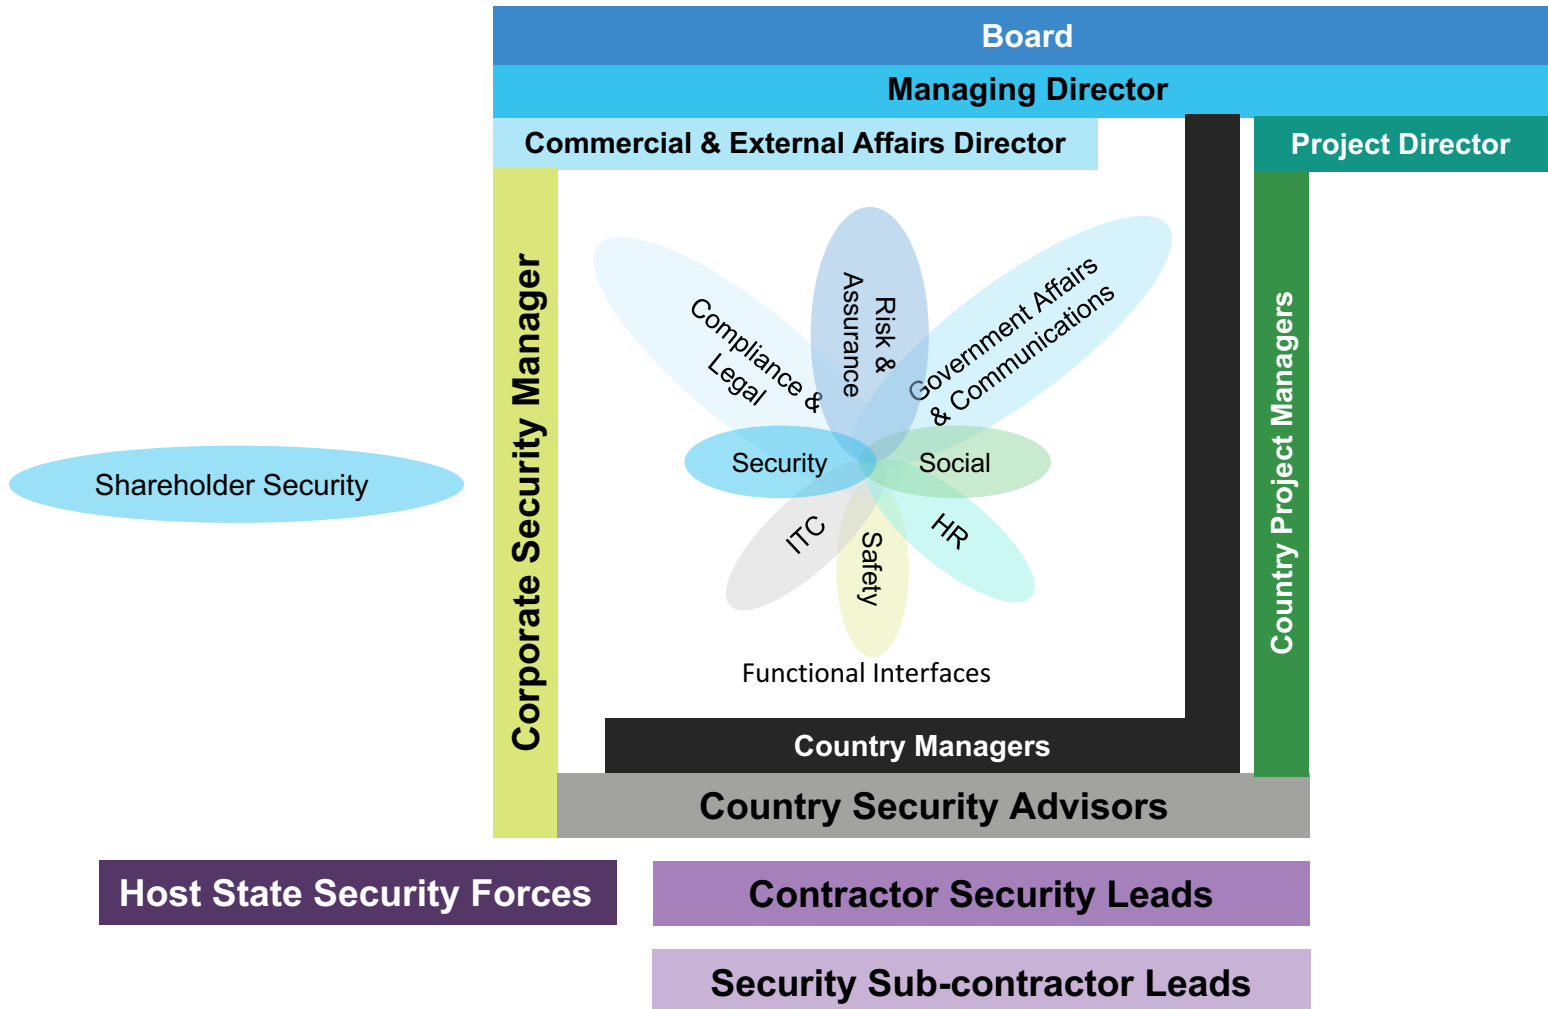 Board
Managing Director
Commercial & External Affairs Director
Project Director
Corporate Security Manager
Compliance &
Legal
Risk &
Assurance
Government Affairs
& Communications
Security
Social
ITC
Safety
HR
Functional Interfaces
Country Project Managers
Shareholder Security
Country Managers
Country Security Advisors
Host State Security Forces
Contractor Security Leads
Security Sub-contractor Leads